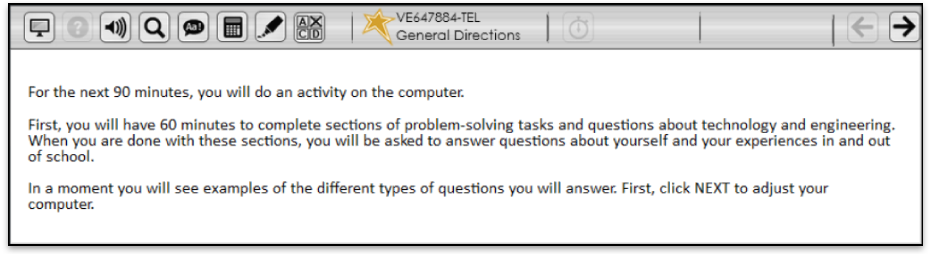 Aa!
AXCD
VE647884-TEL
General Directions
For the next 90 minutes, you will do an activity on the computer.
First, you will have 60 minutes to complete sections of problem-solving tasks and questions about technology and engineering.
When you are done with these sections, you will be asked to answer questions about yourself and your experiences in and out
of school.
In a moment you will see examples of the different types of questions you will answer. First, click NEXT to adjust your
computer.